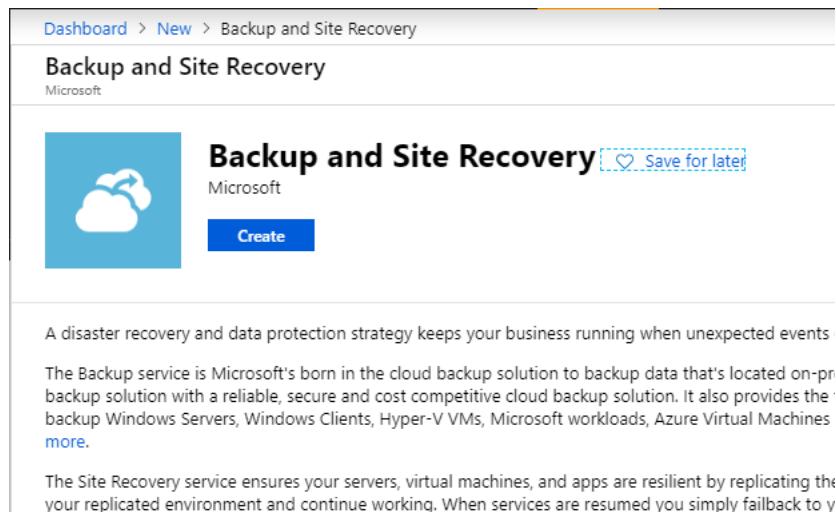 Dashboard > New > Backup and Site Recovery
Backup and Site Recovery
Microsoft
Backup and Site Recovery Save for later
Microsoft
Create
A disaster recovery and data protection strategy keeps your business running when unexpected events
The Backup service is Microsoft's born in the cloud backup solution to backup data that's located on-pr
backup solution with a reliable, secure and cost competitive cloud backup solution. It also provides the
backup Windows Servers, Windows Clients, Hyper-V VMs, Microsoft workloads, Azure Virtual Machines
more.
The Site Recovery service ensures your servers, virtual machines, and apps are resilient by replicating the
your replicated environment and continue working. When services are resumed you simply failback to y